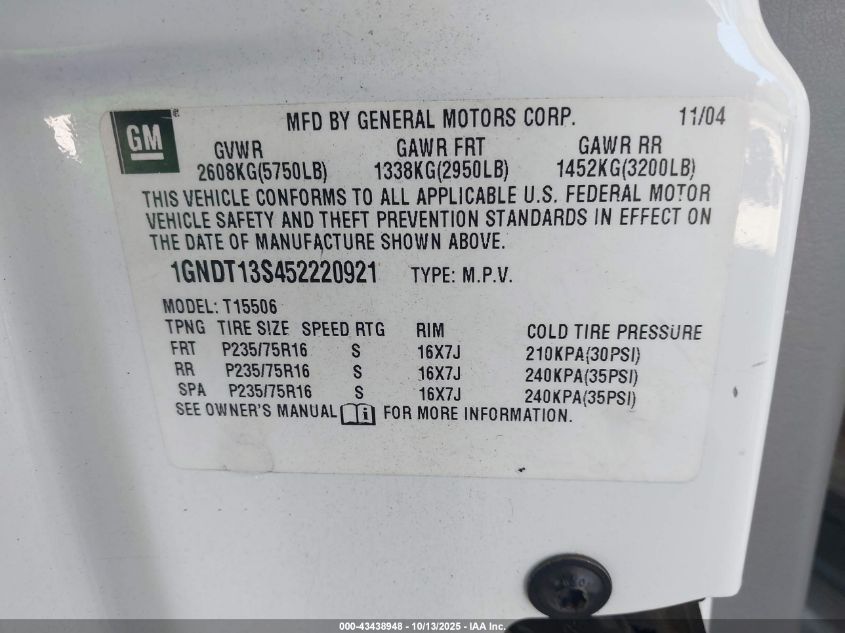 GM
MFD BY GENERAL MOTORS CORP. 11/04
GVWR GAWR FRT GAWR RR
2608KG(5750LB) 1338KG(2950LB) 1452KG(3200LB)
THIS VEHICLE CONFORMS TO ALL APPLICABLE U.S. FEDERAL MOTOR
VEHICLE SAFETY AND THEFT PREVENTION STANDARDS IN EFFECT ON
THE DATE OF MANUFACTURE SHOWN ABOVE.
1GNDT13S452220921 TYPE: M.P.V.
MODEL: T15506
TPNG TIRE SIZE SPEED RTG RIM COLD TIRE PRESSURE
FRT P235/75R16 S 16X7J 210KPA(30PSI)
RR P235/75R16 S 16X7J 240KPA(35PSI)
SPA P235/75R16 S 16X7J 240KPA(35PSI)
SEE OWNER'S MANUAL i FOR MORE INFORMATION.
000-43438948 - 10/13/2025 - IAA Inc.